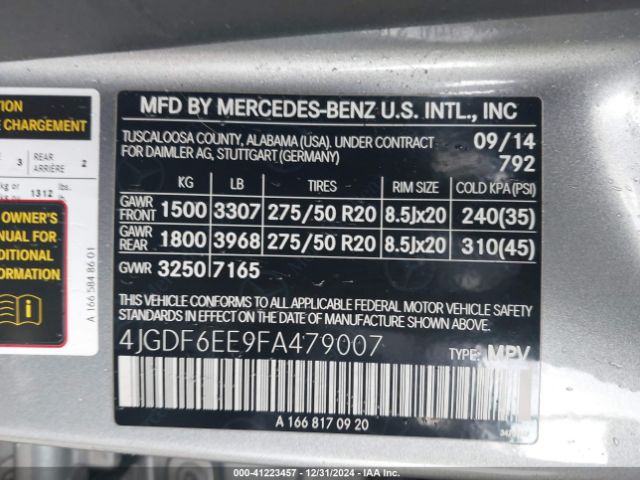 TION
E CHARGEMENT
3 REAR ARRIÈRE 2
kg or 1312 lbs.
kg ou lb.
OWNER'S
NUAL FOR
DDITIONAL
ORMATION
A 166 584 86 01
MFD BY MERCEDES-BENZ U.S. INTL., INC
TUSCALOOSA COUNTY, ALABAMA (USA). UNDER CONTRACT 09/14
FOR DAIMLER AG, STUTTGART (GERMANY) 792
KG LB TIRES RIM SIZE COLD KPA(PSI)
GAWR FRONT 1500 3307 275/50 R20 8.5Jx20 240(35)
GAWR REAR 1800 3968 275/50 R20 8.5Jx20 310(45)
GVWR 3250 7165
THIS VEHICLE CONFORMS TO ALL APPLICABLE FEDERAL MOTOR VEHICLE SAFETY
STANDARDS IN EFFECT ON THE DATE OF MANUFACTURE SHOWN ABOVE.
4JGDF6EE9FA479007 TYPE: MPV
A 166 817 09 20
000-41223457 - 12/31/2024 - IAA, Inc.